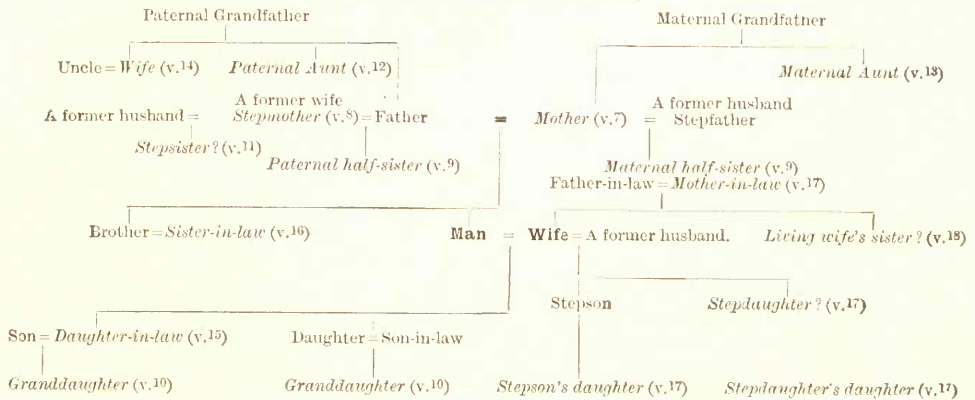 Paternal Grandfather Maternal Grandfatner
Uncle = Wife (v.14) Paternal Aunt (v.12) Maternal Aunt (v.13)
A former wife A former husband
A former husband = Stepmother (v.8) = Father = Mother (v.7) = Stepfather
Stepsister? (v.11)
Paternal half-sister (v.9) Maternal half-sister (v.9)
Father-in-law = Mother-in-law (v.17)
Brother = Sister-in-law (v.16) Man = Wife = A former husband. Living wife's sister? (v.18)
Stepson Stepdaughter? (v.17)
Son = Daughter-in-law (v.15) Daughter = Son-in-law
Granddaughter (v.10) Granddaughter (v.10) Stepson's daughter (v.17) Stepdaughter's daughter (v.17)